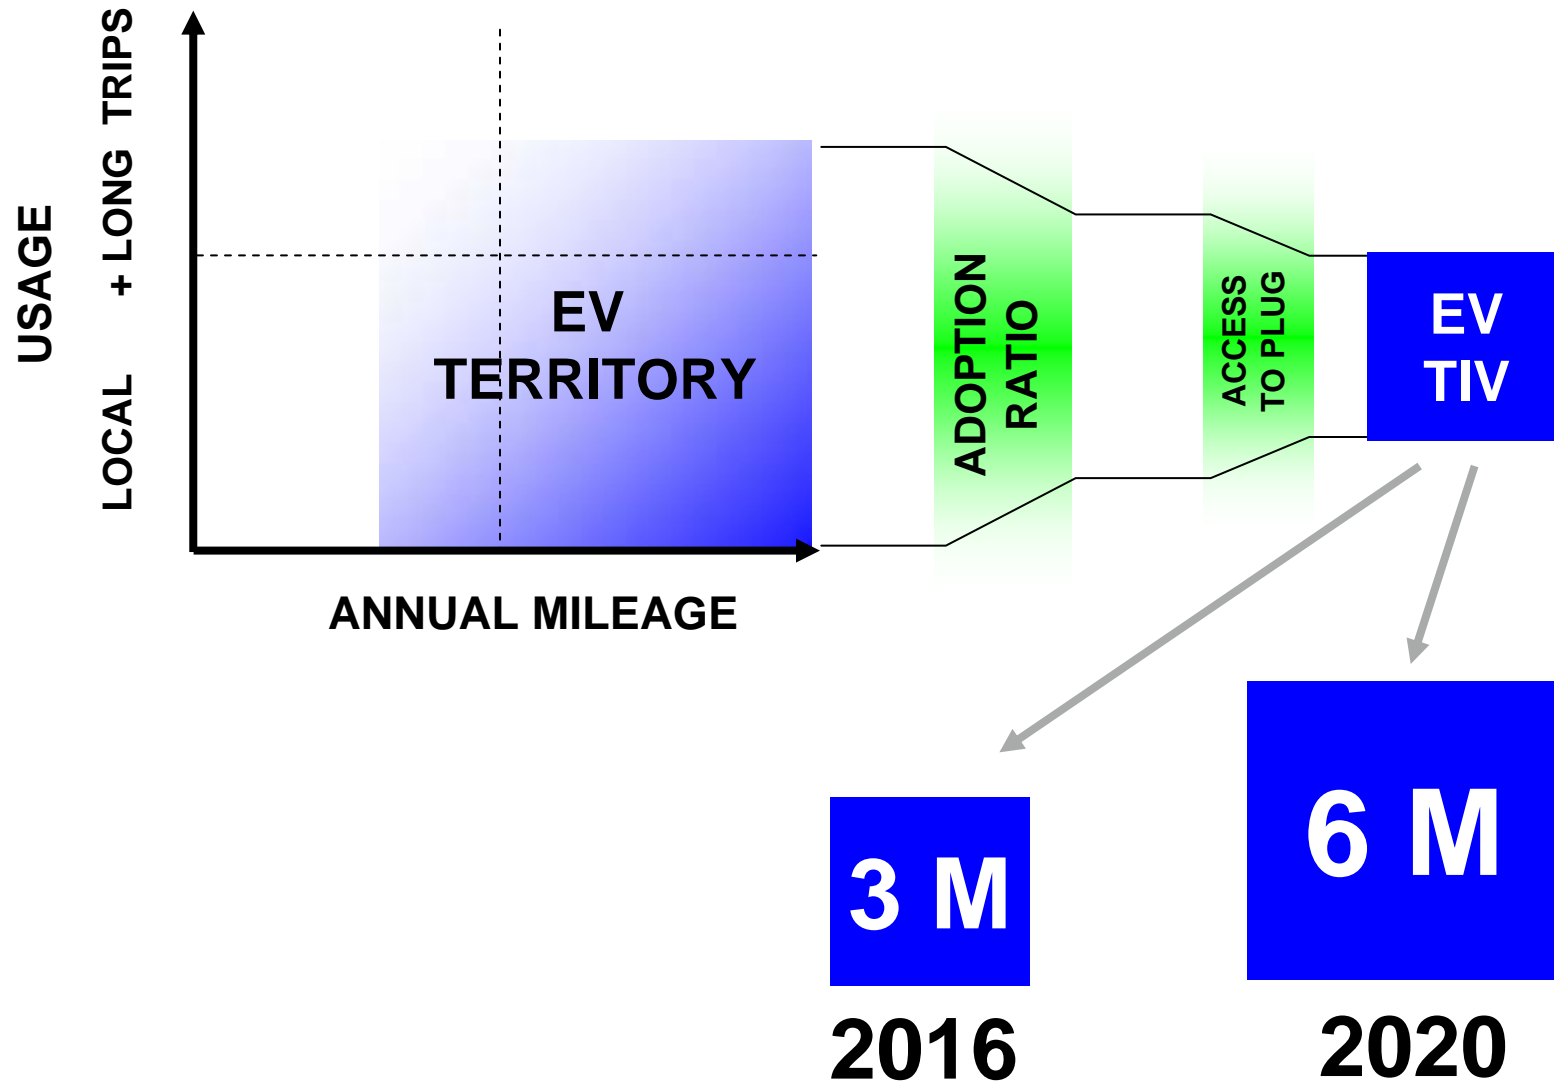 USAGE
LOCAL + LONG TRIPS
EV
TERRITORY
ANNUAL MILEAGE
ADOPTION
RATIO
ACCESS
TO PLUG
EV
TIV
3 M
2016
6 M
2020